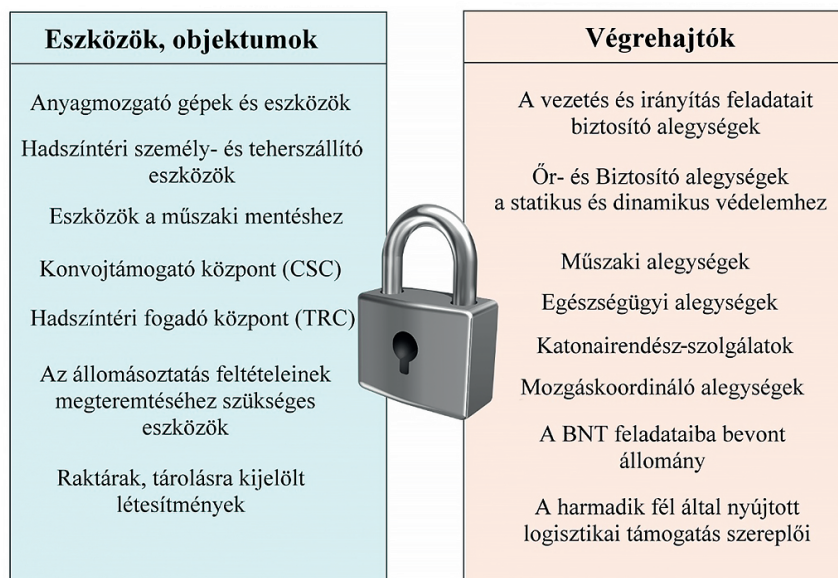 Eszközök, objektumok
Anyagmozgató gépek és eszközök
Hadszíntéri személy- és teherszállító
eszközök
Eszközök a műszaki mentéshez
Konvojtámogató központ (CSC)
Hadszíntéri fogadó központ (TRC)
Az állomásoztatás feltételeinek
megteremtéséhez szükséges
eszközök
Raktárak, tárolásra kijelölt
létesítmények
Végrehajtók
A vezetés és irányítás feladatait
biztosító alegységek
Őr- és Biztosító alegységek
a statikus és dinamikus védelemhez
Műszaki alegységek
Egészségügyi alegységek
Katonairendész-szolgálatok
Mozgáskoordináló alegységek
A BNT feladataiba bevont
állomány
A harmadik fél által nyújtott
logisztikai támogatás szereplői